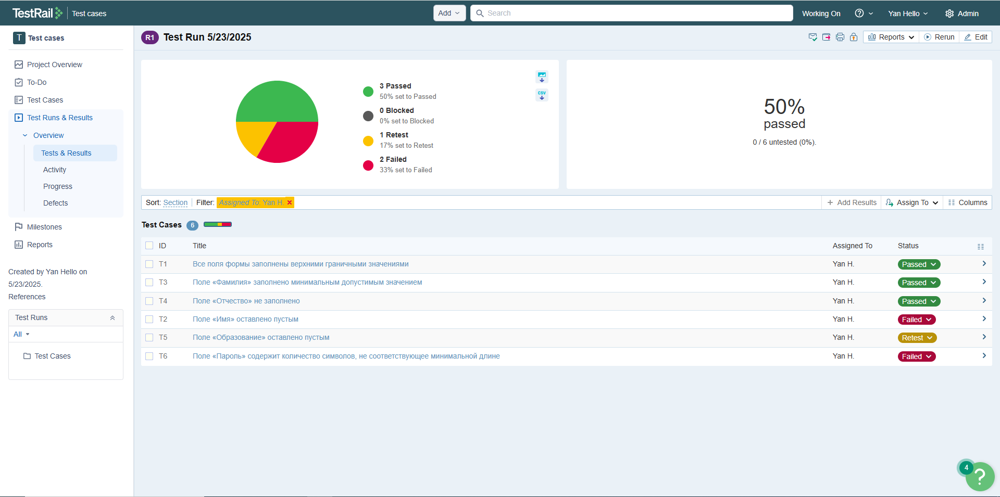 TestRail Test cases Add Search Working On Yan Hello Admin
T Test cases
Project Overview
To-Do
Test Cases
Test Runs & Results
Overview
Tests & Results
Activity
Progress
Defects
Milestones
Reports
Created by Yan Hello on
5/23/2025.
References
Test Runs
All
Test Cases
R1 Test Run 5/23/2025
Reports Rerun Edit
3 Passed
50% set to Passed
0 Blocked
0% set to Blocked
1 Retest
17% set to Retest
2 Failed
33% set to Failed
CSV
50%
passed
0 / 6 untested (0%).
Sort: Section Filter: Assigned To: Yan H. Add Results Assign To Columns
Test Cases 6
ID Title Assigned To Status
T1 Все поля формы заполнены верхними граничными значениями Yan H. Passed
T3 Поле «Фамилия» заполнено минимальным допустимым значением Yan H. Passed
T4 Поле «Отчество» не заполнено Yan H. Passed
T2 Поле «Имя» оставлено пустым Yan H. Failed
T5 Поле «Образование» оставлено пустым Yan H. Retest
T6 Поле «Пароль» содержит количество символов, не соответствующее минимальной длине Yan H. Failed
4
?